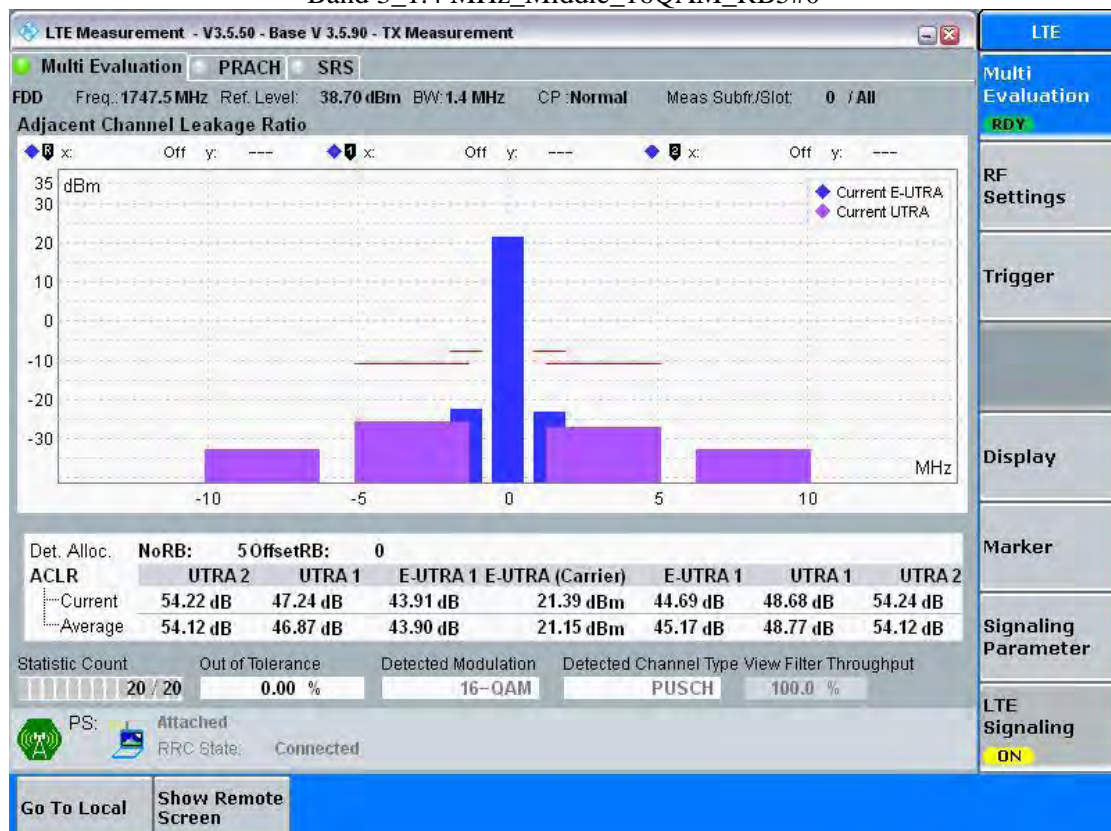 Band 3_1.4 MHz_Middle_16QAM_RB5#0
LTE Measurement - V3.5.50 - Base V 3.5.90 - TX Measurement
LTE
Multi Evaluation PRACH SRS
Multi Evaluation
RDY
FDD Freq.: 1747.5 MHz Ref. Level: 38.70 dBm BW: 1.4 MHz CP :Normal Meas Subfr./Slot: 0 / All
Adjacent Channel Leakage Ratio
R x: Off y: --- 1 x: Off y: --- 2 x: Off y: ---
35 dBm
30
20
10
0
-10
-20
-30
Current E-UTRA
Current UTRA
MHz
-10 -5 0 5 10
RF Settings
Trigger
Display
Marker
Signaling Parameter
LTE Signaling
ON
Det. Alloc. NoRB: 5 OffsetRB: 0
ACLR UTRA 2 UTRA 1 E-UTRA 1 E-UTRA (Carrier) E-UTRA 1 UTRA 1 UTRA 2
Current 54.22 dB 47.24 dB 43.91 dB 21.39 dBm 44.69 dB 48.68 dB 54.24 dB
Average 54.12 dB 46.87 dB 43.90 dB 21.15 dBm 45.17 dB 48.77 dB 54.12 dB
Statistic Count Out of Tolerance Detected Modulation Detected Channel Type View Filter Throughput
20 / 20 0.00 % 16-QAM PUSCH 100.0 %
PS: Attached
RRC State: Connected
Go To Local Show Remote Screen